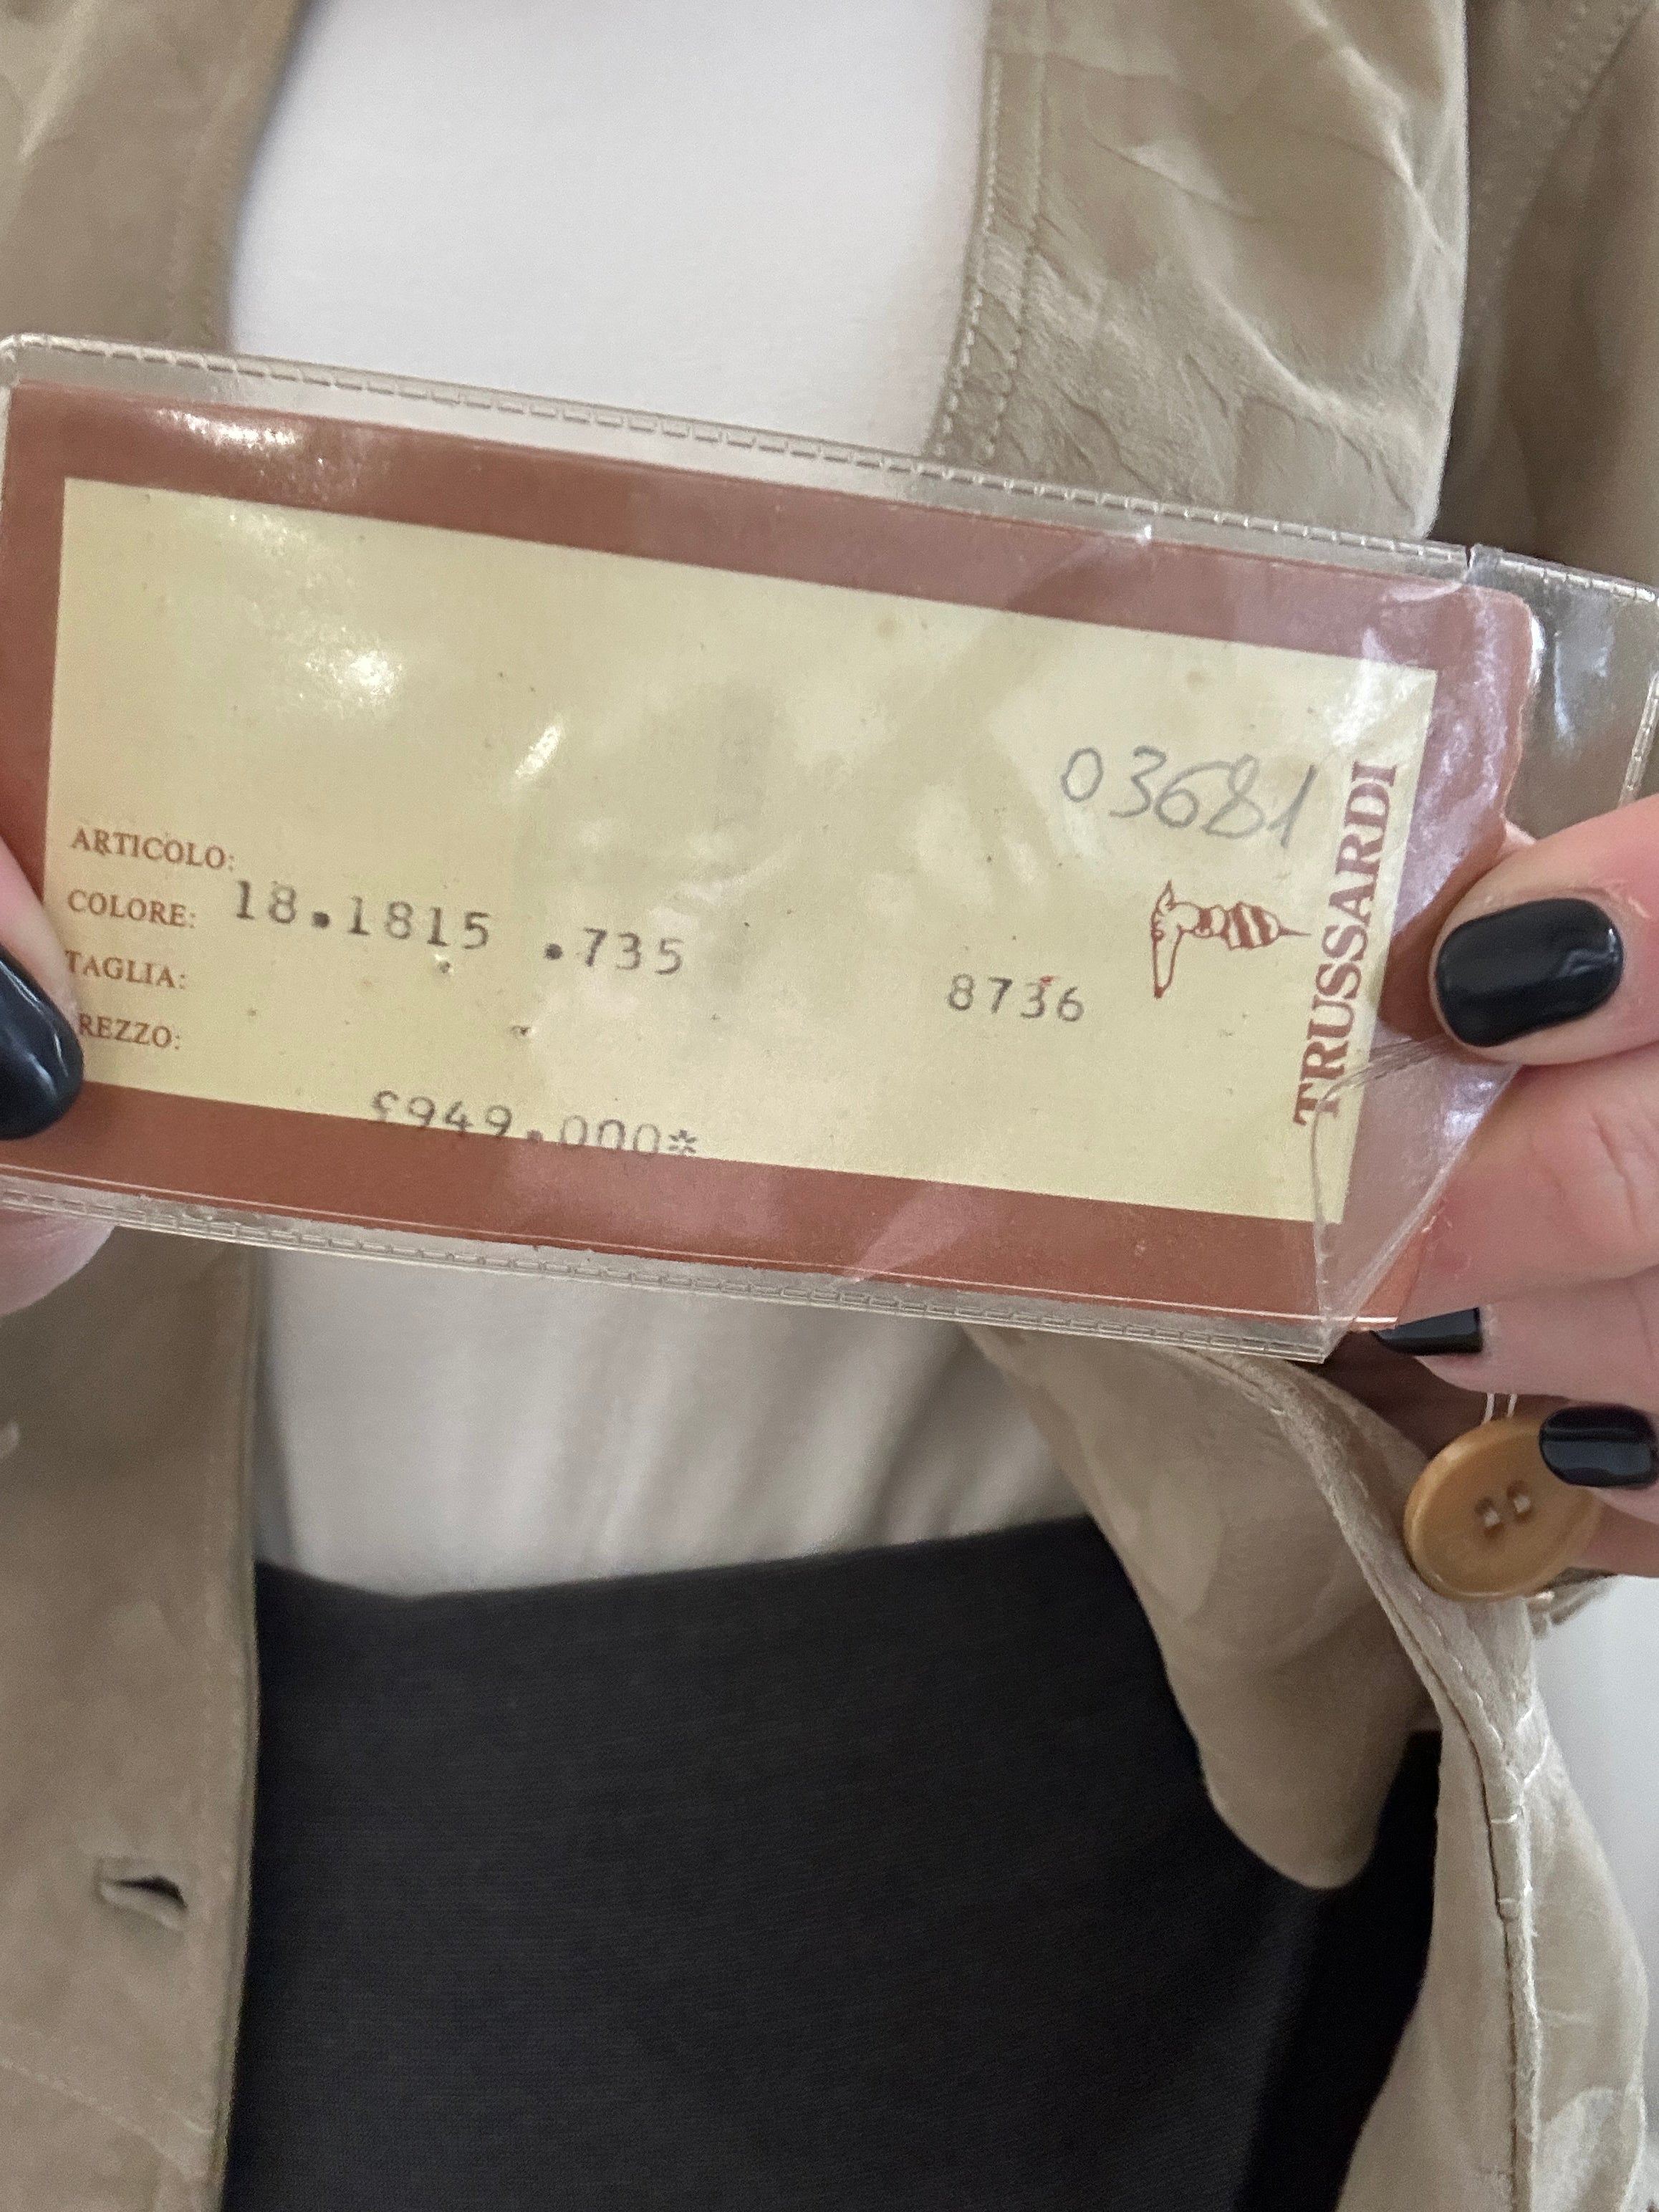 03681
TRUSSARDI
ARTICOLO:
COLORE: 18.1815 .735
TAGLIA: 8736
REZZO:
£949.000*